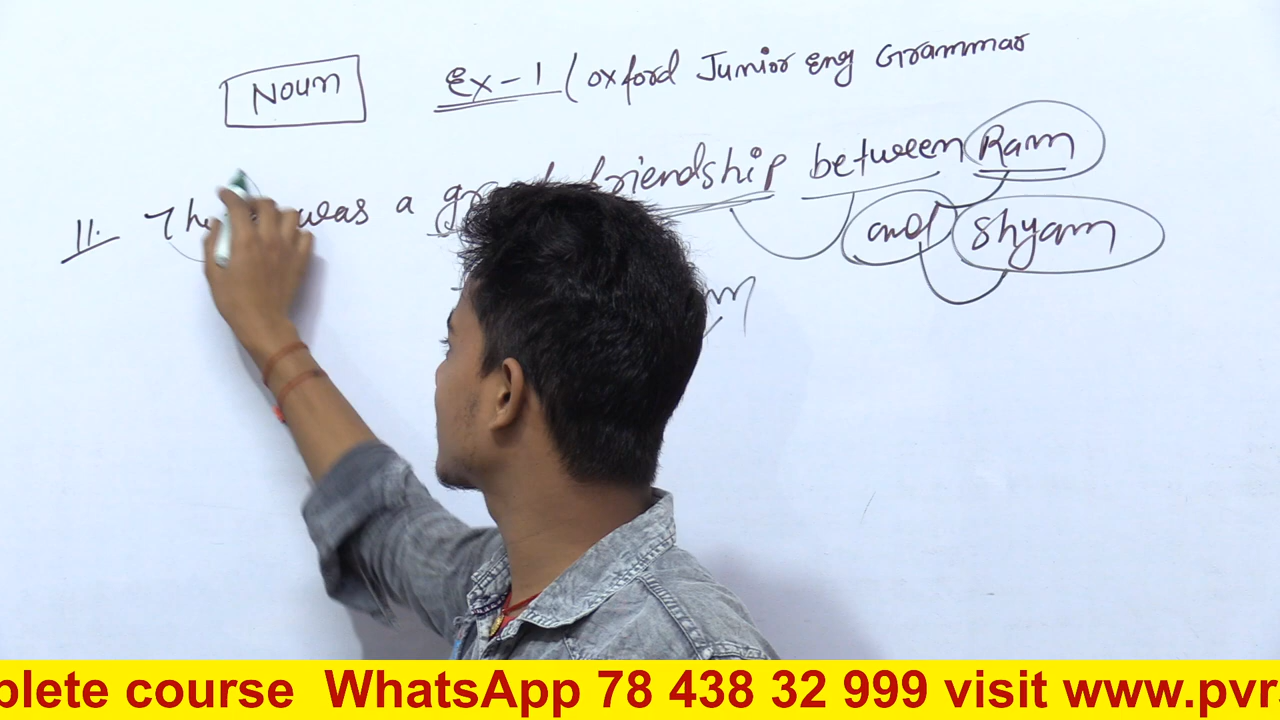 Noun Ex-1 (oxford Junior Eng Grammar
11. was a friendship between Ram
and Shyam
plete course WhatsApp 78 438 32 999 visit www.pvr